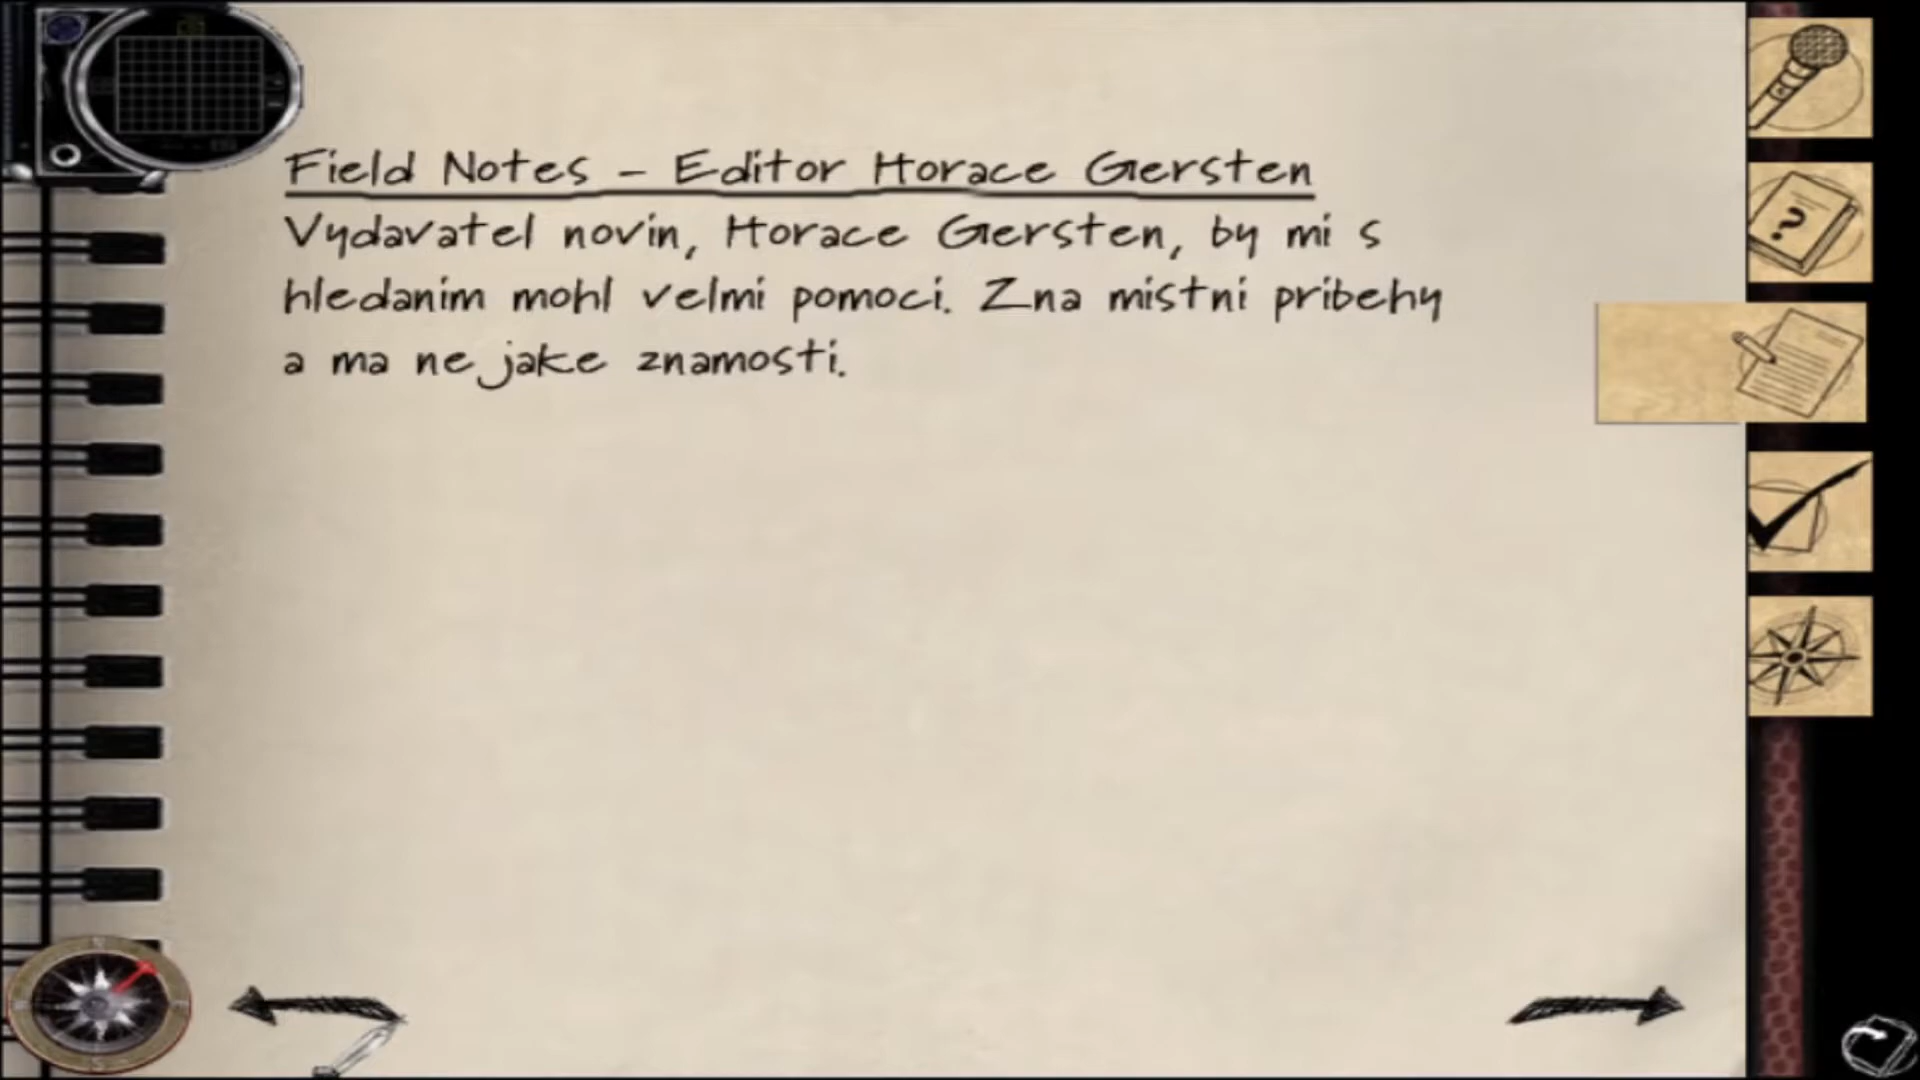 Field Notes - Editor Horace Gersten
Vydavatel novin, Horace Gersten, by mi s
hledanim mohl velmi pomoci. Zna mistni pribehy
a ma nejake znamosti.